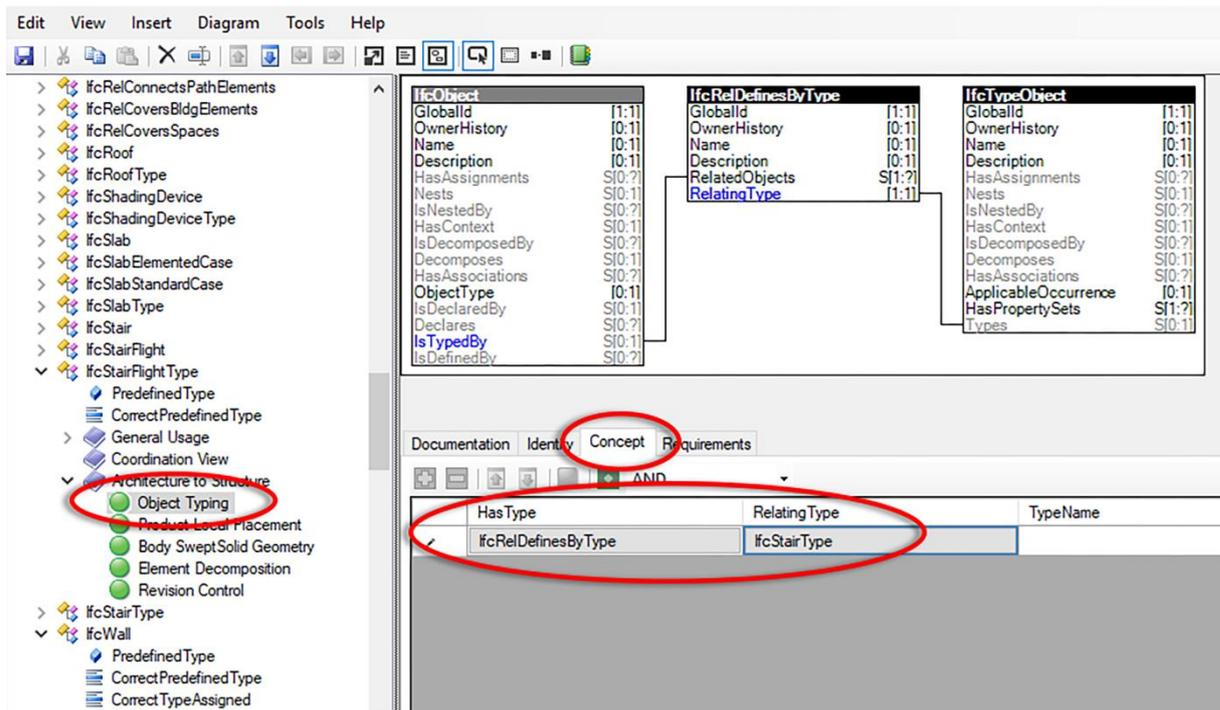 Edit View Insert Diagram Tools Help
IfcRelConnectsPathElements
IfcRelCoversBldgElements
IfcRelCoversSpaces
IfcRoof
IfcRoofType
IfcShadingDevice
IfcShadingDeviceType
IfcSlab
IfcSlabElementedCase
IfcSlabStandardCase
IfcSlabType
IfcStair
IfcStairFlight
IfcStairFlightType
PredefinedType
CorrectPredefinedType
General Usage
Coordination View
Architecture to Structure
Object Typing
Product Local Placement
Body SweptSolid Geometry
Element Decomposition
Revision Control
IfcStairType
IfcWall
PredefinedType
CorrectPredefinedType
CorrectTypeAssigned
IfcObject
GlobalId [1:1]
OwnerHistory [0:1]
Name [0:1]
Description [0:1]
HasAssignments S[0:?]
Nests S[0:1]
IsNestedBy S[0:?]
HasContext S[0:1]
IsDecomposedBy S[0:?]
Decomposes S[0:1]
HasAssociations S[0:?]
ObjectType [0:1]
IsDeclaredBy S[0:1]
Declares S[0:?]
IsTypedBy S[0:1]
IsDefinedBy S[0:?]
IfcRelDefinesByType
GlobalId [1:1]
OwnerHistory [0:1]
Name [0:1]
Description [0:1]
RelatedObjects S[1:?]
RelatingType [1:1]
IfcTypeObject
GlobalId [1:1]
OwnerHistory [0:1]
Name [0:1]
Description [0:1]
HasAssignments S[0:?]
Nests S[0:1]
IsNestedBy S[0:?]
HasContext S[0:1]
IsDecomposedBy S[0:?]
Decomposes S[0:1]
HasAssociations S[0:?]
ApplicableOccurrence [0:1]
HasPropertySets S[1:?]
Types S[0:1]
Documentation Identity Concept Requirements
AND
HasType RelatingType TypeName
IfcRelDefinesByType IfcStairType